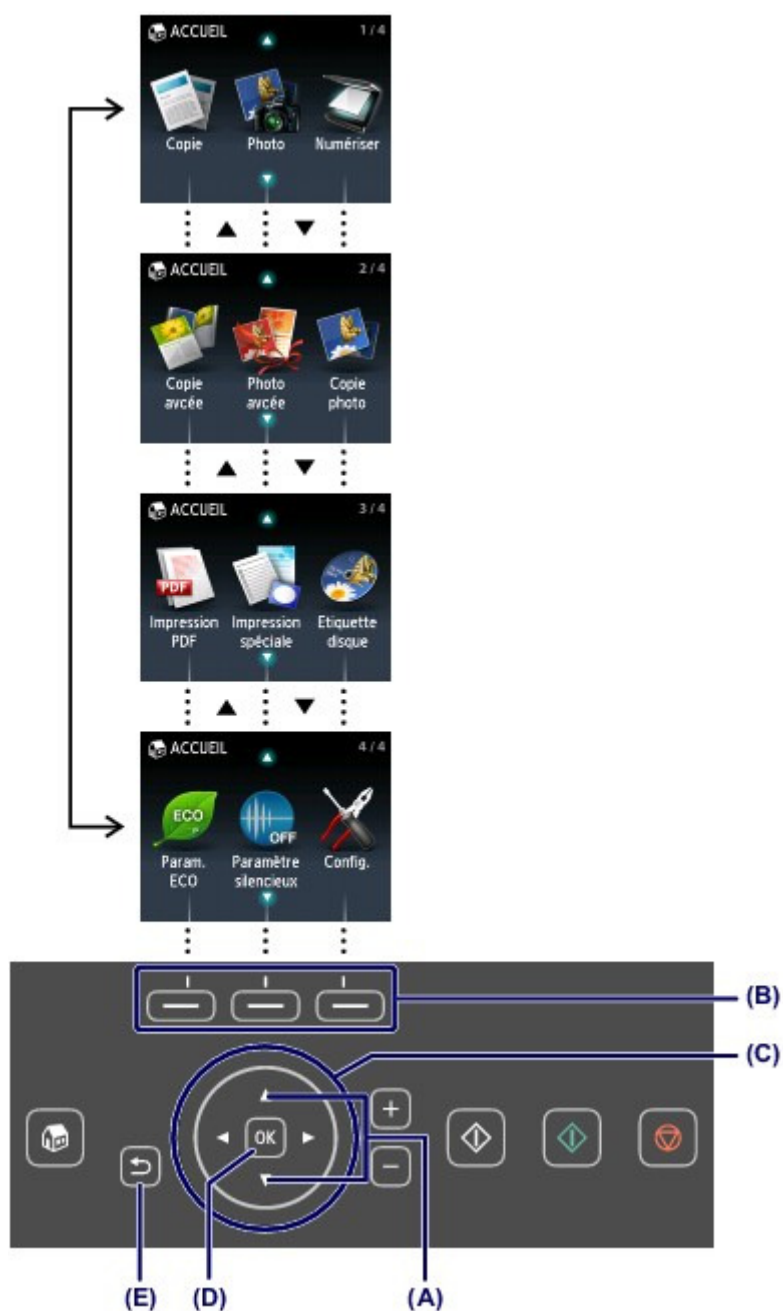 ACCUEIL 1/4
Copie Photo Numériser
ACCUEIL 2/4
Copie Photo Copie
avcée avcée photo
ACCUEIL 3/4
PDF
Impression Impression Etiquette
PDF spéciale disque
ACCUEIL 4/4
ECO
OFF
Param. Paramètre Config.
ECO silencieux
(B)
(C)
+
OK
−
(E) (D) (A)